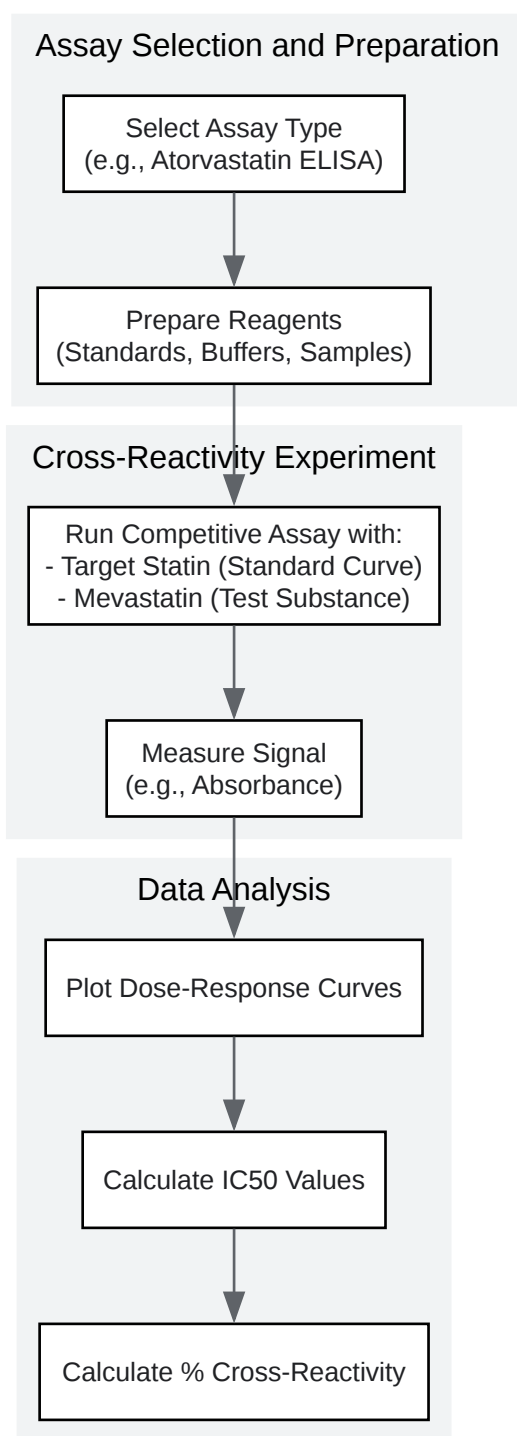 Assay Selection and Preparation
Select Assay Type
(e.g., Atorvastatin ELISA)
Prepare Reagents
(Standards, Buffers, Samples)
Cross-Reactivity Experiment
Run Competitive Assay with:
- Target Statin (Standard Curve)
- Mevastatin (Test Substance)
Measure Signal
(e.g., Absorbance)
Data Analysis
Plot Dose-Response Curves
Calculate IC50 Values
Calculate % Cross-Reactivity